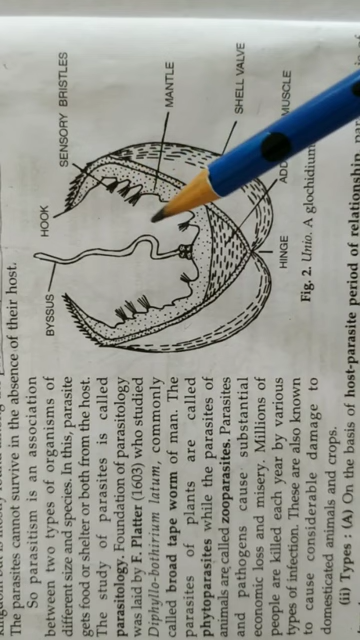 The parasites cannot survive in the absence of their host.
So parasitism is an association
between two types of organisms of
different size and species. In this, parasite
gets food or shelter or both from the host.
The study of parasites is called
parasitology. Foundation of parasitology
was laid by F. Platter (1603) who studied
Diphyllo-bothirium latum, commonly
called broad tape worm of man. The
parasites of plants are called
phytoparasites while the parasites of
animals are called zooparasites. Parasites
and pathogens cause substantial
economic loss and misery. Millions of
people are killed each year by various
types of infection. These are also known
to cause considerable damage to
domesticated animals and crops.
(ii) Types : (A) On the basis of host-parasite period of relationship
BYSSUS
HOOK
SENSORY BRISTLES
MANTLE
SHELL VALVE
MUSCLE
HINGE
Fig. 2. Unio. A glochidium